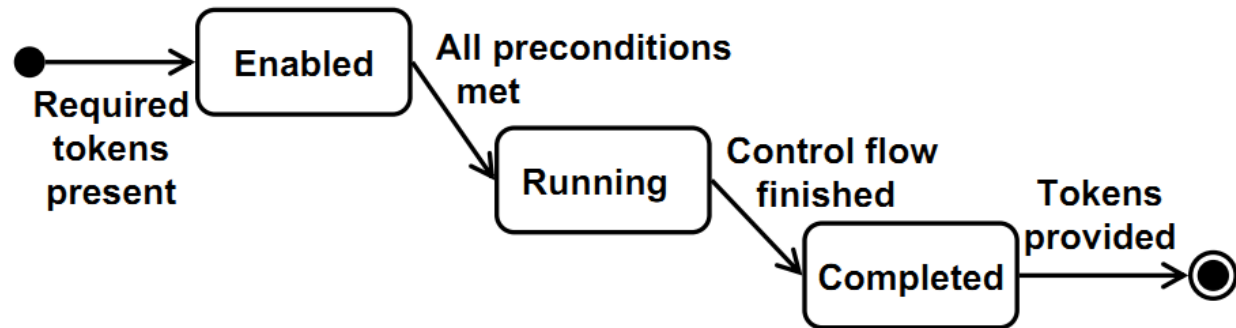 Enabled
All preconditions
met
Required
tokens
present
Running
Control flow
finished
Completed
Tokens
provided